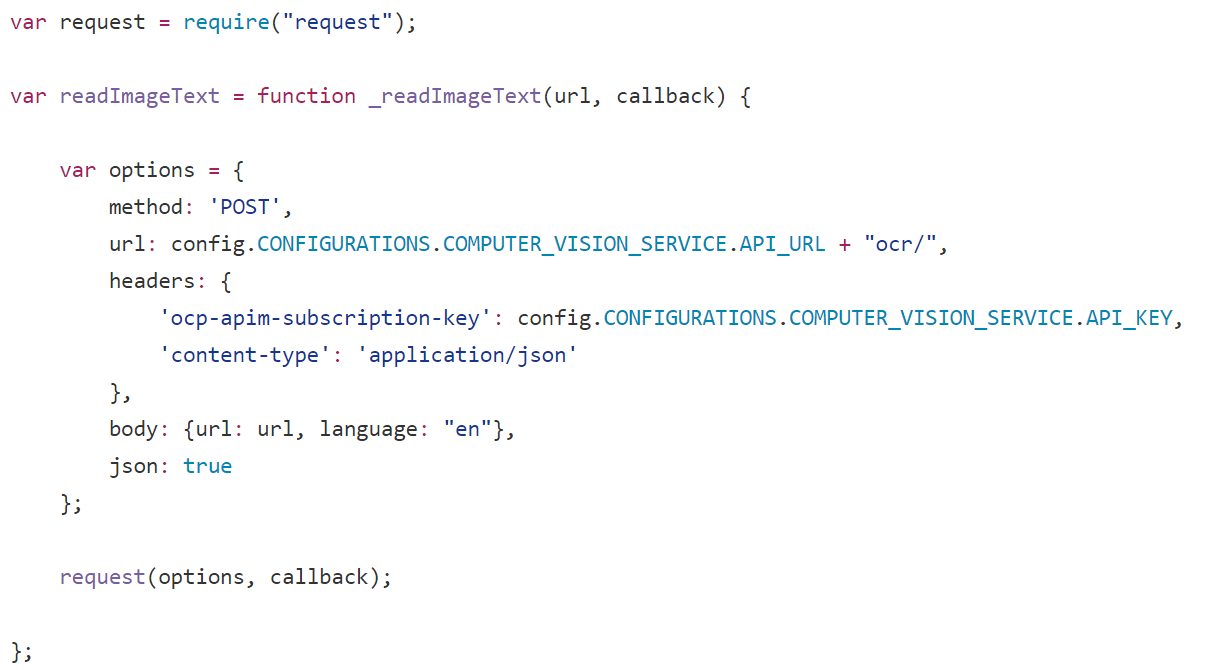 var request = require("request");
var readImageText = function _readImageText(url, callback) {
var options = {
method: 'POST',
url: config.CONFIGURATIONS.COMPUTER_VISION_SERVICE.API_URL + "ocr/",
headers: {
'ocp-apim-subscription-key': config.CONFIGURATIONS.COMPUTER_VISION_SERVICE.API_KEY,
'content-type': 'application/json'
},
body: {url: url, language: "en"},
json: true
};
request(options, callback);
};